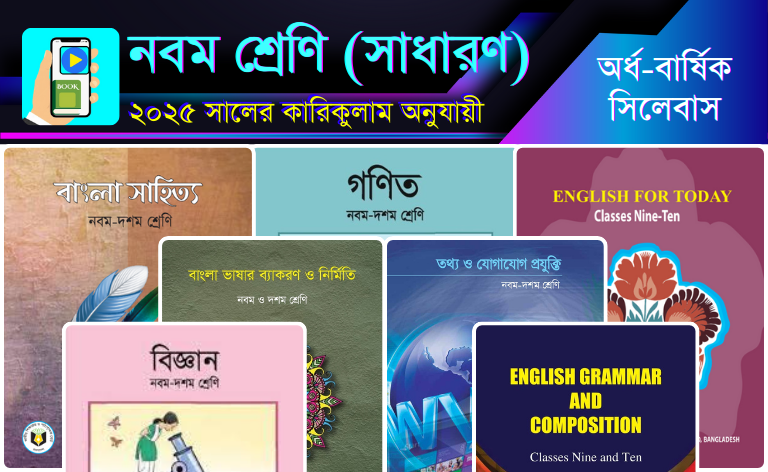 নবম শ্রেণি (সাধারণ)
২০২৫ সালের কারিকুলাম অনুযায়ী
অর্ধ-বার্ষিক
সিলেবাস
BOOK
বাংলা সাহিত্য
নবম-দশম শ্রেণি
গণিত
নবম-দশম শ্রেণি
ENGLISH FOR TODAY
Classes Nine-Ten
বাংলা ভাষার ব্যাকরণ ও নির্মিতি
নবম ও দশম শ্রেণি
তথ্য ও যোগাযোগ প্রযুক্তি
নবম-দশম শ্রেণি
বিজ্ঞান
নবম-দশম শ্রেণি
ENGLISH GRAMMAR
AND
COMPOSITION
Classes Nine and Ten
BANGLADESH